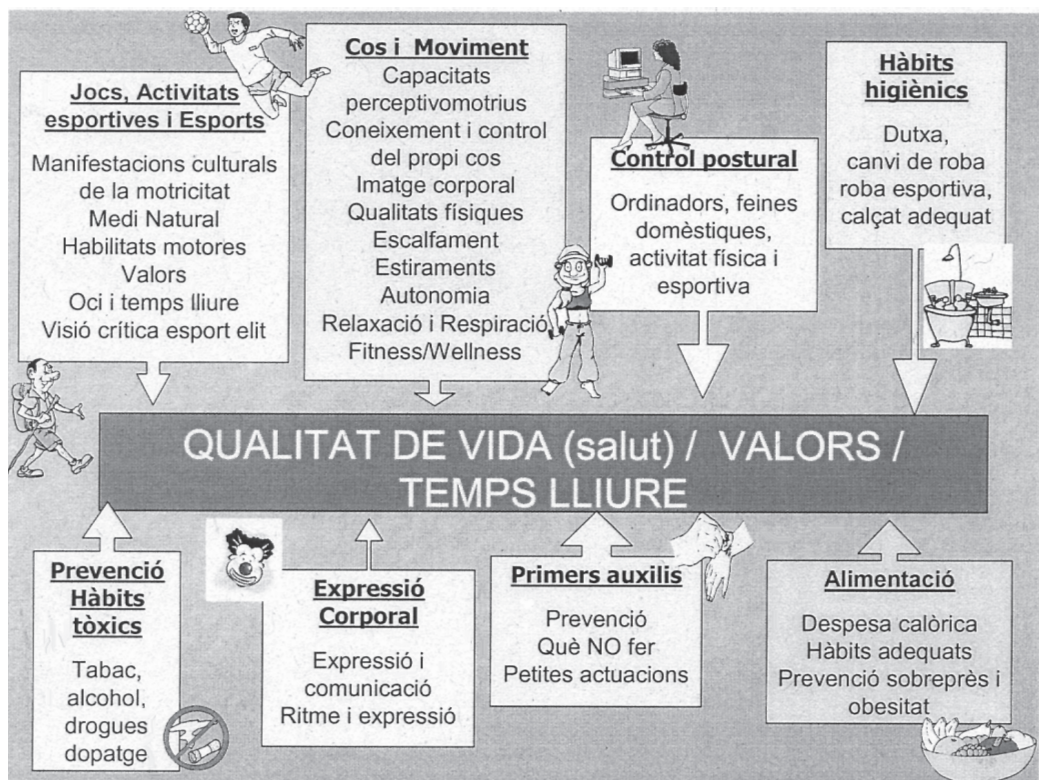 Jocs, Activitats
esportives i Esports
Manifestacions culturals
de la motricitat
Medi Natural
Habilitats motores
Valors
Oci i temps lliure
Visió crítica esport elit
Cos i Moviment
Capacitats
perceptivomotrius
Coneixement i control
del propi cos
Imatge corporal
Qualitats físiques
Escalfament
Estiraments
Autonomia
Relaxació i Respiració
Fitness/Wellness
Control postural
Ordinadors, feines
domèstiques,
activitat física i
esportiva
Hàbits
higiènics
Dutxa,
canvi de roba
roba esportiva,
calçat adequat
QUALITAT DE VIDA (salut) / VALORS /
TEMPS LLIURE
Prevenció
Hàbits
tòxics
Tabac,
alcohol,
drogues
dopatge
Expressió
Corporal
Expressió i
comunicació
Ritme i expressió
Primers auxilis
Prevenció
Què NO fer
Petites actuacions
Alimentació
Despesa calòrica
Hàbits adequats
Prevenció sobreprès i
obesitat